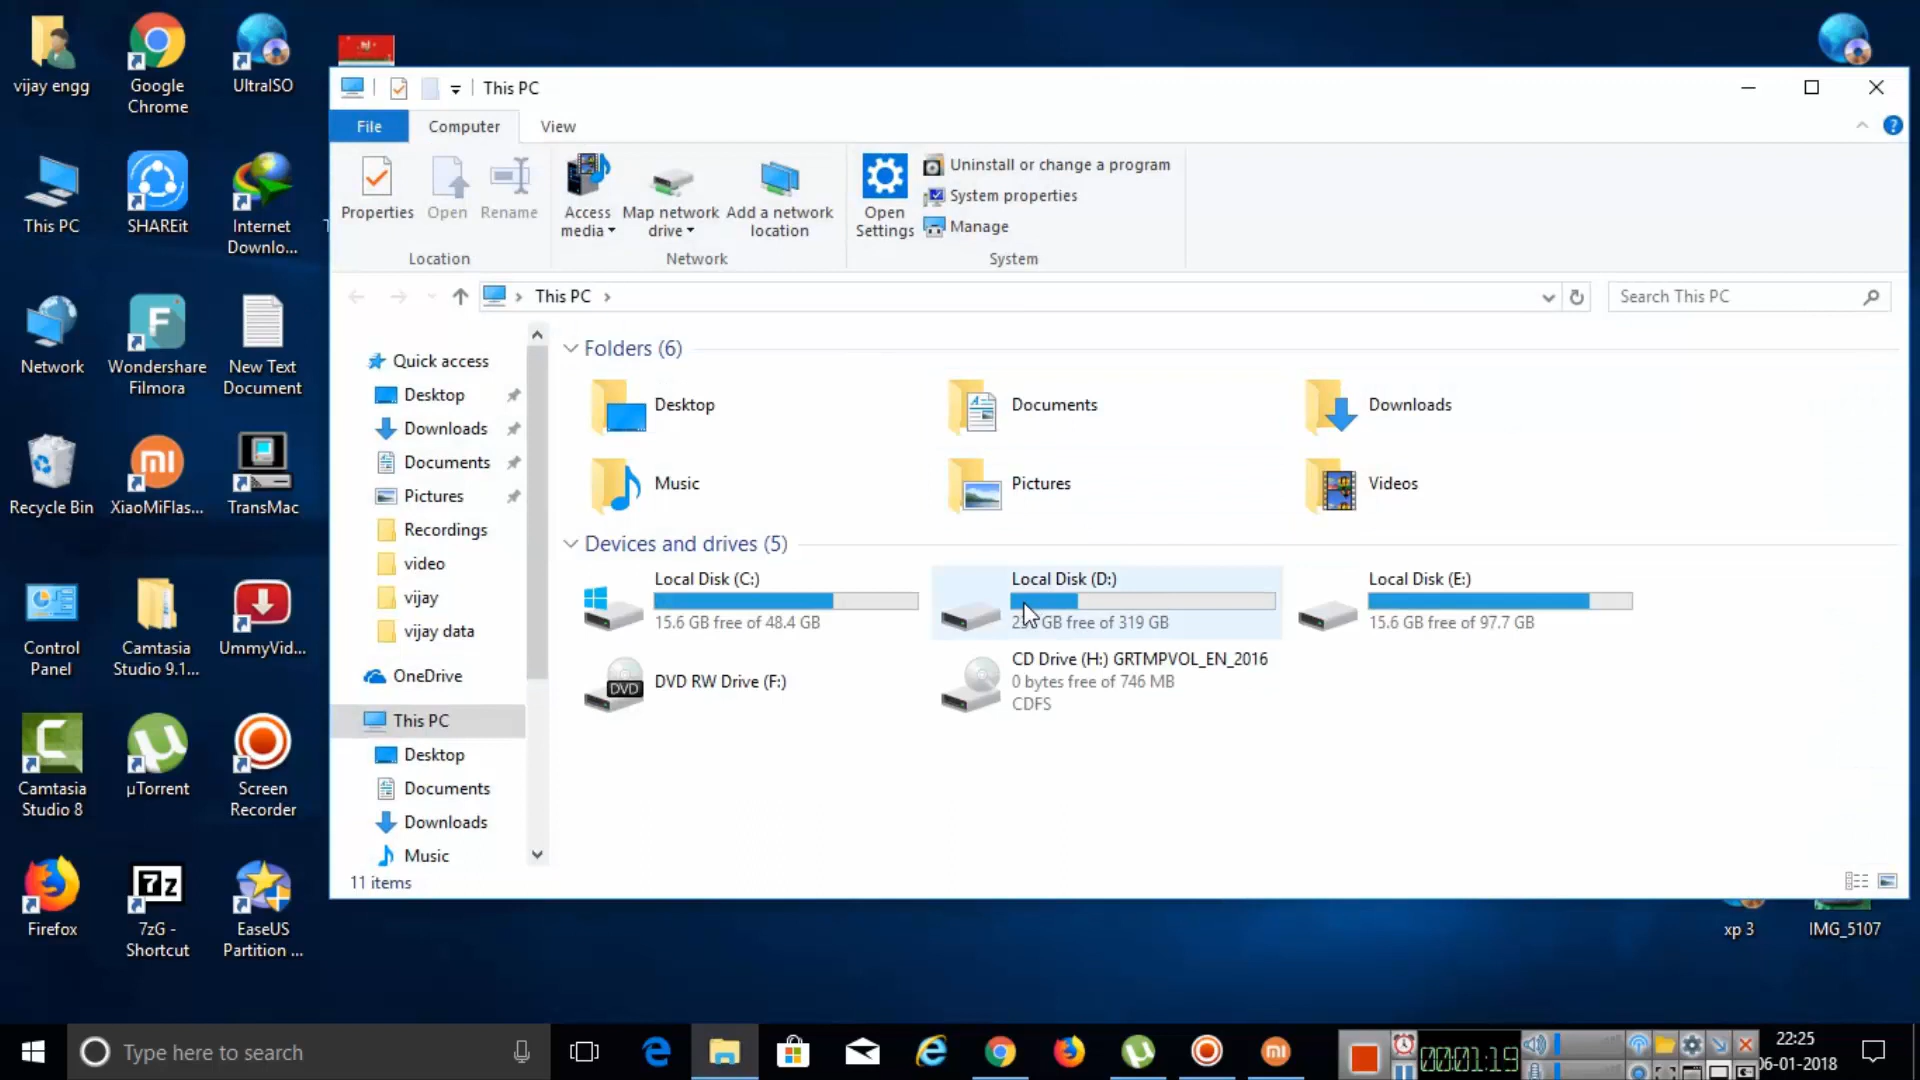 vijay engg
Google
Chrome
UltraISO
This PC
SHAREit
Internet
Downlo...
Network
Wondershare
Filmora
New Text
Document
Recycle Bin
XiaoMiFlas...
TransMac
Control
Panel
Camtasia
Studio 9.1...
UmmyVid...
Camtasia
Studio 8
µTorrent
Screen
Recorder
Firefox
7z
7zG -
Shortcut
EaseUS
Partition ...
This PC
File
Computer
View
Properties
Open
Rename
Location
Access
media
Map network
drive
Add a network
location
Network
Open
Settings
Uninstall or change a program
System properties
Manage
System
This PC
Search This PC
Quick access
Desktop
Downloads
Documents
Pictures
Recordings
video
vijay
vijay data
OneDrive
This PC
Desktop
Documents
Downloads
Music
Folders (6)
Desktop
Documents
Downloads
Music
Pictures
Videos
Devices and drives (5)
Local Disk (C:)
15.6 GB free of 48.4 GB
Local Disk (D:)
GB free of 319 GB
Local Disk (E:)
15.6 GB free of 97.7 GB
DVD
DVD RW Drive (F:)
CD Drive (H:) GRTMPVOL_EN_2016
0 bytes free of 746 MB
CDFS
11 items
xp 3
IMG_5107
Type here to search
00:01:19
22:25
06-01-2018